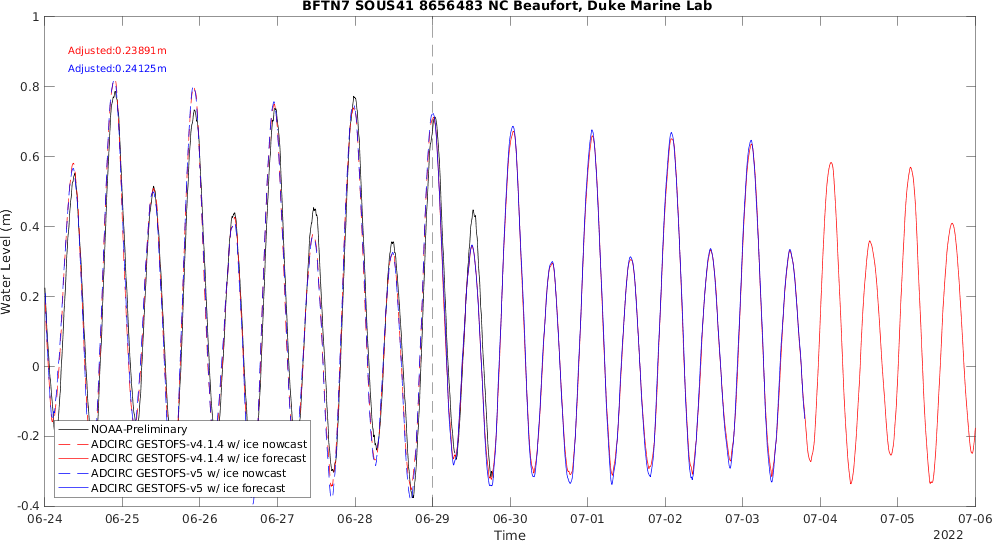 BFTN7 SOUS41 8656483 NC Beaufort, Duke Marine Lab
Adjusted:0.23891m
Adjusted:0.24125m
Water Level (m)
1
0.8
0.6
0.4
0.2
0
-0.2
-0.4
NOAA-Preliminary
ADCIRC GESTOFS-v4.1.4 w/ ice nowcast
ADCIRC GESTOFS-v4.1.4 w/ ice forecast
ADCIRC GESTOFS-v5 w/ ice nowcast
ADCIRC GESTOFS-v5 w/ ice forecast
06-24 06-25 06-26 06-27 06-28 06-29 06-30 07-01 07-02 07-03 07-04 07-05 07-06
Time
2022